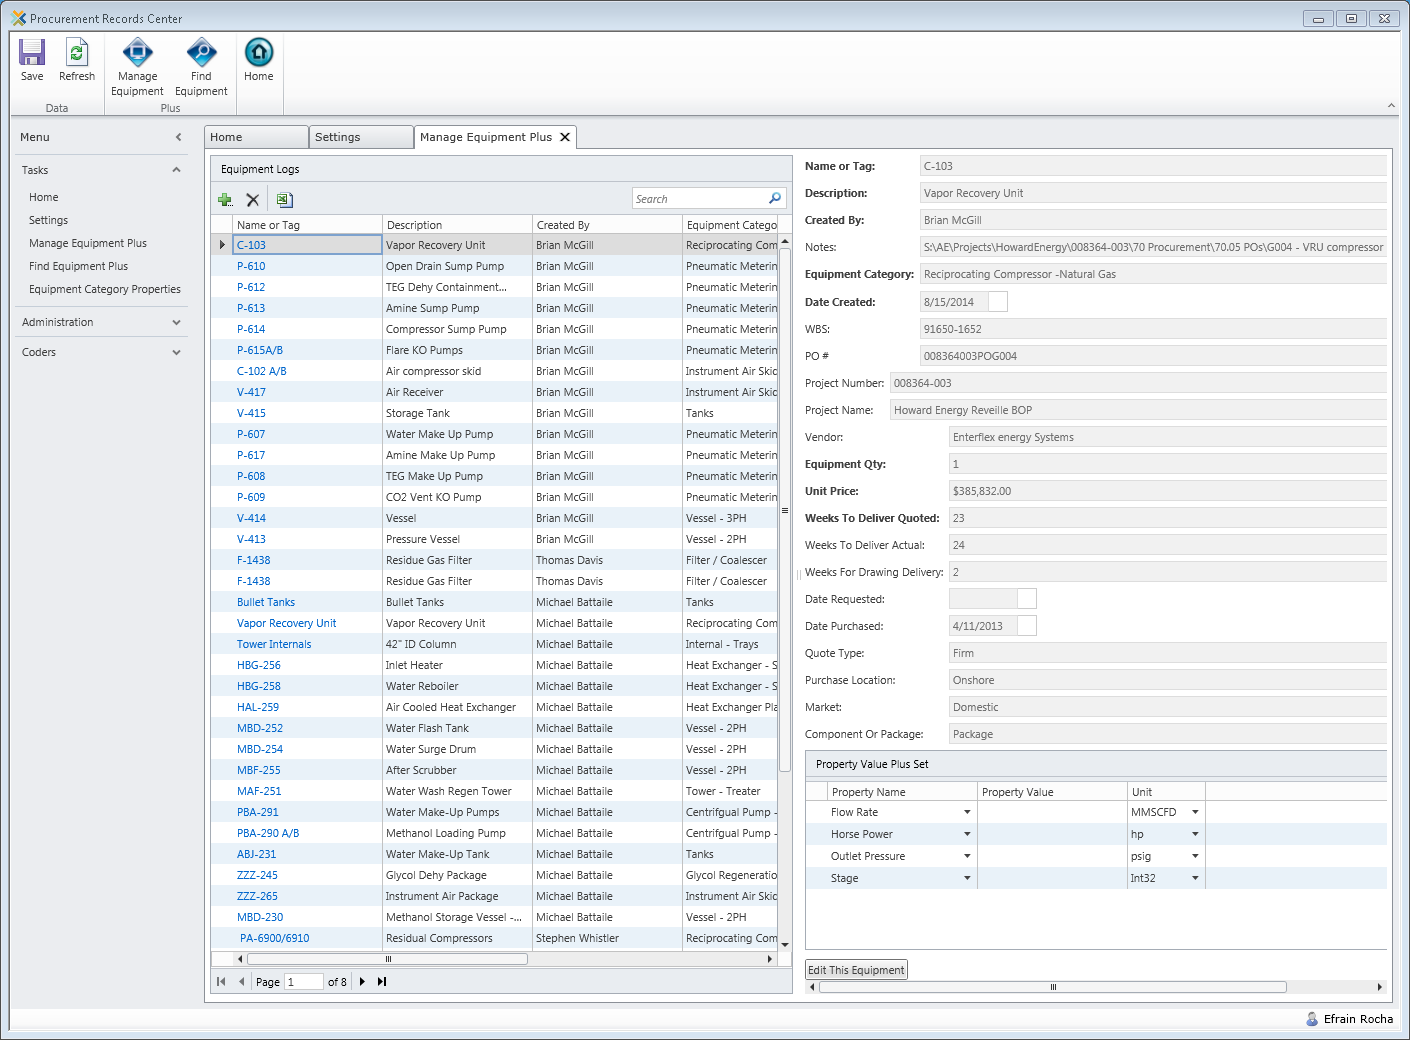 Procurement Records Center
Save
Refresh
Manage Equipment
Find Equipment
Home
Data
Plus
Menu
Tasks
Home
Settings
Manage Equipment Plus
Find Equipment Plus
Equipment Category Properties
Administration
Coders
Home
Settings
Manage Equipment Plus
Equipment Logs
Search
Name or Tag Description Created By Equipment Catego
C-103 Vapor Recovery Unit Brian McGill Reciprocating Com
P-610 Open Drain Sump Pump Brian McGill Pneumatic Meterin
P-612 TEG Dehy Containment... Brian McGill Pneumatic Meterin
P-613 Amine Sump Pump Brian McGill Pneumatic Meterin
P-614 Compressor Sump Pump Brian McGill Pneumatic Meterin
P-615A/B Flare KO Pumps Brian McGill Pneumatic Meterin
C-102 A/B Air compressor skid Brian McGill Instrument Air Skid
V-417 Air Receiver Brian McGill Instrument Air Skid
V-415 Storage Tank Brian McGill Tanks
P-607 Water Make Up Pump Brian McGill Pneumatic Meterin
P-617 Amine Make Up Pump Brian McGill Pneumatic Meterin
P-608 TEG Make Up Pump Brian McGill Pneumatic Meterin
P-609 CO2 Vent KO Pump Brian McGill Pneumatic Meterin
V-414 Vessel Brian McGill Vessel - 3PH
V-413 Pressure Vessel Brian McGill Vessel - 2PH
F-1438 Residue Gas Filter Thomas Davis Filter / Coalescer
F-1438 Residue Gas Filter Thomas Davis Filter / Coalescer
Bullet Tanks Bullet Tanks Michael Battaile Tanks
Vapor Recovery Unit Vapor Recovery Unit Michael Battaile Reciprocating Com
Tower Internals 42" ID Column Michael Battaile Internal - Trays
HBG-256 Inlet Heater Michael Battaile Heat Exchanger - S
HBG-258 Water Reboiler Michael Battaile Heat Exchanger - S
HAL-259 Air Cooled Heat Exchanger Michael Battaile Heat Exchanger Pla
MBD-252 Water Flash Tank Michael Battaile Vessel - 2PH
MBD-254 Water Surge Drum Michael Battaile Vessel - 2PH
MBF-255 After Scrubber Michael Battaile Vessel - 2PH
MAF-251 Water Wash Regen Tower Michael Battaile Tower - Treater
PBA-291 Water Make-Up Pumps Michael Battaile Centrifgual Pump -
PBA-290 A/B Methanol Loading Pump Michael Battaile Centrifgual Pump -
ABJ-231 Water Make-Up Tank Michael Battaile Tanks
ZZZ-245 Glycol Dehy Package Michael Battaile Glycol Regeneratio
ZZZ-265 Instrument Air Package Michael Battaile Instrument Air Skid
MBD-230 Methanol Storage Vessel -... Michael Battaile Vessel - 2PH
PA-6900/6910 Residual Compressors Stephen Whistler Reciprocating Com
Page 1 of 8
Name or Tag: C-103
Description: Vapor Recovery Unit
Created By: Brian McGill
Notes: S:\AE\Projects\HowardEnergy\008364-003\70 Procurement\70.05 POs\G004 - VRU compressor
Equipment Category: Reciprocating Compressor -Natural Gas
Date Created: 8/15/2014
WBS: 91650-1652
PO # 008364003POG004
Project Number: 008364-003
Project Name: Howard Energy Reveille BOP
Vendor: Enterflex energy Systems
Equipment Qty: 1
Unit Price: $385,832.00
Weeks To Deliver Quoted: 23
Weeks To Deliver Actual: 24
Weeks For Drawing Delivery: 2
Date Requested:
Date Purchased: 4/11/2013
Quote Type: Firm
Purchase Location: Onshore
Market: Domestic
Component Or Package: Package
Property Value Plus Set
Property Name Property Value Unit
Flow Rate MMSCFD
Horse Power hp
Outlet Pressure psig
Stage Int32
Edit This Equipment
Efrain Rocha